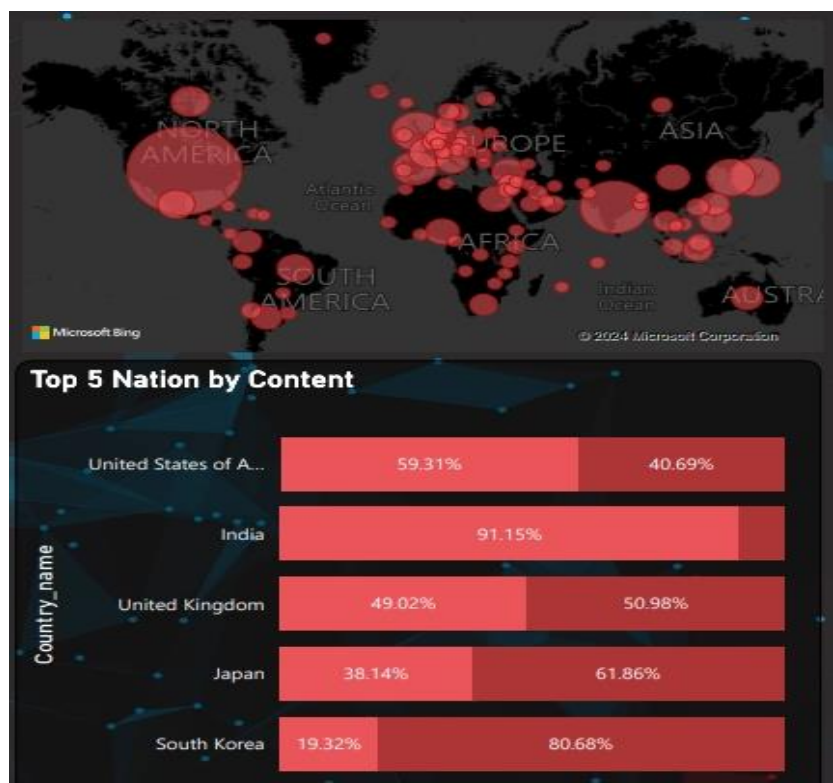 NORTH
AMERICA
EUROPE
ASIA
Atlantic
Ocean
AFRICA
SOUTH
AMERICA
Indian
Ocean
AUSTRA
Microsoft Bing
© 2024 Microsoft Corporation
Top 5 Nation by Content
Country_name
United States of A...
59.31%
40.69%
India
91.15%
United Kingdom
49.02%
50.98%
Japan
38.14%
61.86%
South Korea
19.32%
80.68%